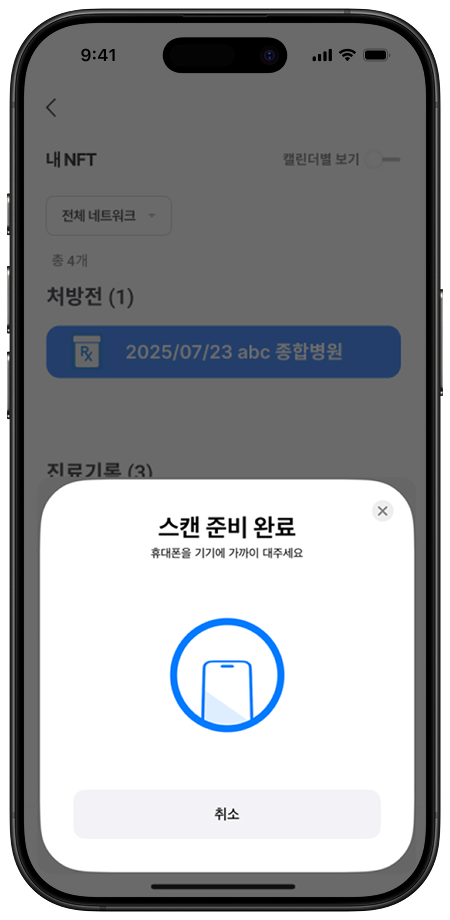 9:41
내 NFT
캘린더별 보기
전체 네트워크
총 4개
처방전 (1)
Rx 2025/07/23 abc 종합병원
진료기록 (3)
스캔 준비 완료
휴대폰을 기기에 가까이 대주세요
취소